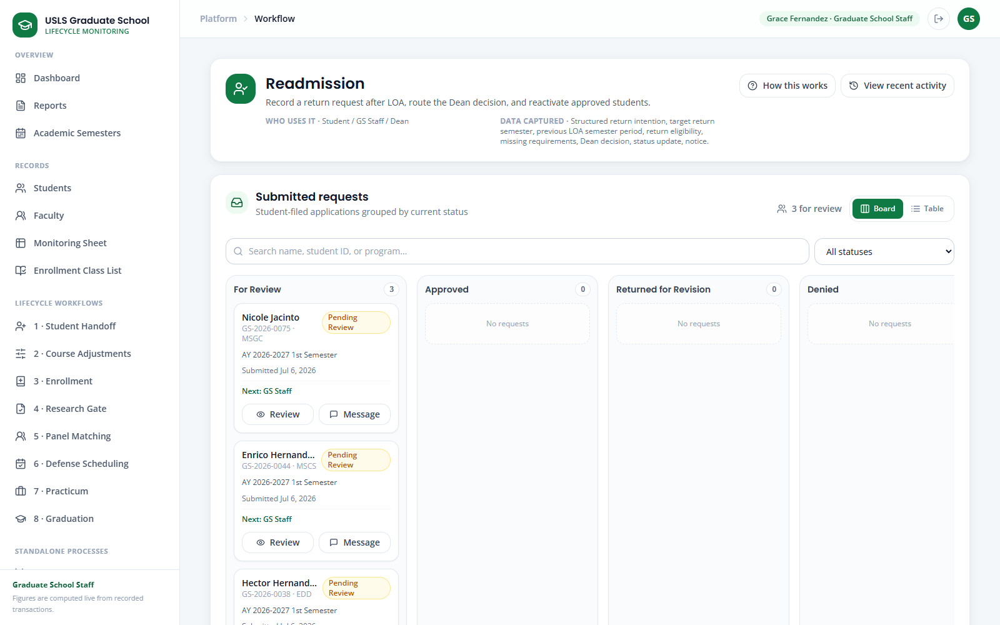 USLS Graduate School
LIFECYCLE MONITORING
OVERVIEW
Dashboard
Reports
Academic Semesters
RECORDS
Students
Faculty
Monitoring Sheet
Enrollment Class List
LIFECYCLE WORKFLOWS
1 · Student Handoff
2 · Course Adjustments
3 · Enrollment
4 · Research Gate
5 · Panel Matching
6 · Defense Scheduling
7 · Practicum
8 · Graduation
STANDALONE PROCESSES
Graduate School Staff
Figures are computed live from recorded
transactions.
Platform
Workflow
Grace Fernandez · Graduate School Staff
GS
Readmission
Record a return request after LOA, route the Dean decision, and reactivate approved students.
WHO USES IT · Student / GS Staff / Dean
DATA CAPTURED · Structured return intention, target return
semester, previous LOA semester period, return eligibility,
missing requirements, Dean decision, status update, notice.
How this works
View recent activity
Submitted requests
Student-filed applications grouped by current status
3 for review
Board
Table
Search name, student ID, or program...
All statuses
For Review
3
Nicole Jacinto
GS-2026-0075 ·
MSGC
Pending
Review
AY 2026-2027 1st Semester
Submitted Jul 6, 2026
Next: GS Staff
Review
Message
Enrico Hernand...
GS-2026-0044 · MSCS
Pending
Review
AY 2026-2027 1st Semester
Submitted Jul 6, 2026
Next: GS Staff
Review
Message
Hector Hernand...
GS-2026-0038 · EDD
Pending
Review
AY 2026-2027 1st Semester
Approved
0
No requests
Returned for Revision
0
No requests
Denied
No requests